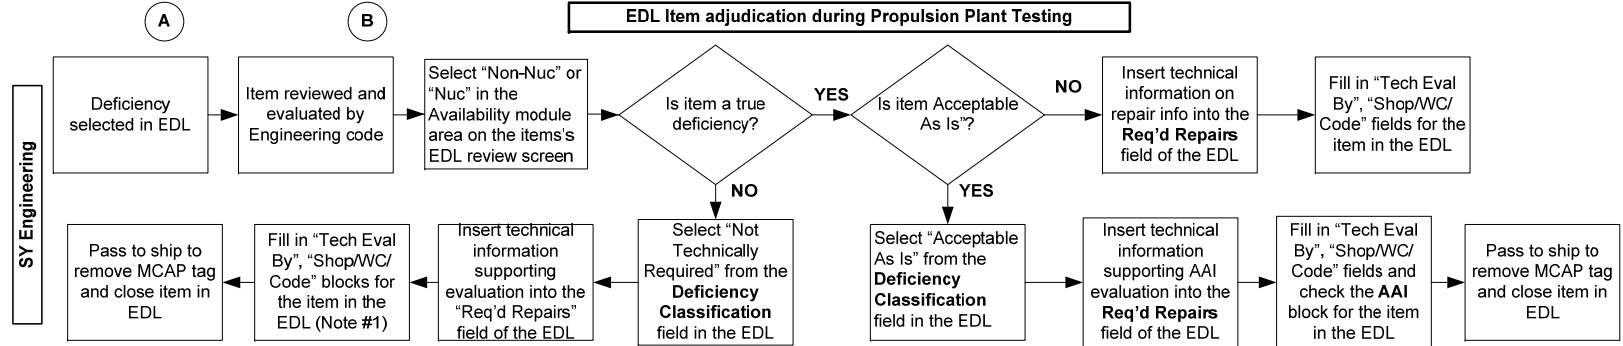 A
B
EDL Item adjudication during Propulsion Plant Testing
SY Engineering
Deficiency
selected in EDL
Item reviewed and
evaluated by
Engineering code
Select “Non-Nuc” or
“Nuc” in the
Availability module
area on the items’s
EDL review screen
Is item a true
deficiency?
YES
NO
Is item Acceptable
As Is”?
NO
YES
Insert technical
information on
repair info into the
Req’d Repairs
field of the EDL
Fill in “Tech Eval
By”, “Shop/WC/
Code” fields for the
item in the EDL
Pass to ship to
remove MCAP tag
and close item in
EDL
Fill in “Tech Eval
By”, “Shop/WC/
Code” blocks for
the item in the
EDL (Note #1)
Insert technical
information
supporting
evaluation into the
“Req’d Repairs”
field of the EDL
Select “Not
Technically
Required” from the
Deficiency
Classification
field in the EDL
Select “Acceptable
As Is” from the
Deficiency
Classification
field in the EDL
Insert technical
information
supporting AAI
evaluation into the
Req’d Repairs
field of the EDL
Fill in “Tech Eval
By”, “Shop/WC/
Code” fields and
check the AAI
block for the item
in the EDL
Pass to ship to
remove MCAP tag
and close item in
EDL